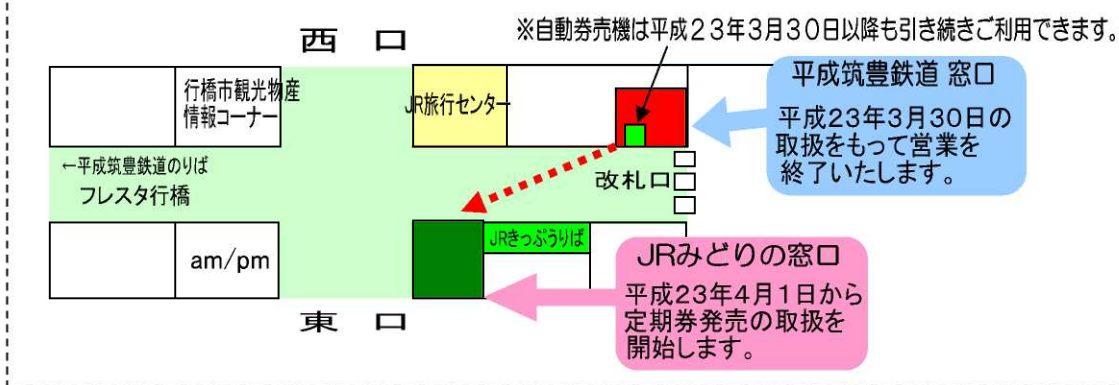 西　口
※自動券売機は平成２３年３月３０日以降も引き続きご利用できます。
行橋市観光物産
情報コーナー
JR旅行センター
平成筑豊鉄道 窓口
平成２３年３月３０日の
取扱をもって営業を
終了いたします。
←平成筑豊鉄道のりば
フレスタ行橋
改札口
am/pm
JRきっぷうりば
JRみどりの窓口
平成２３年４月１日から
定期券発売の取扱を
開始します。
東　口